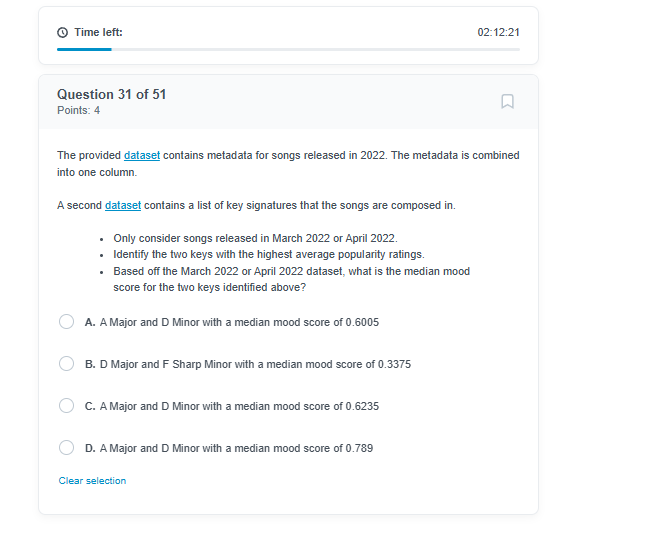 Time left:
02:12:21
Question 31 of 51
Points: 4
The provided dataset contains metadata for songs released in 2022. The metadata is combined
into one column.
A second dataset contains a list of key signatures that the songs are composed in.
• Only consider songs released in March 2022 or April 2022.
• Identify the two keys with the highest average popularity ratings.
• Based off the March 2022 or April 2022 dataset, what is the median mood
score for the two keys identified above?
A. A Major and D Minor with a median mood score of 0.6005
B. D Major and F Sharp Minor with a median mood score of 0.3375
C. A Major and D Minor with a median mood score of 0.6235
D. A Major and D Minor with a median mood score of 0.789
Clear selection